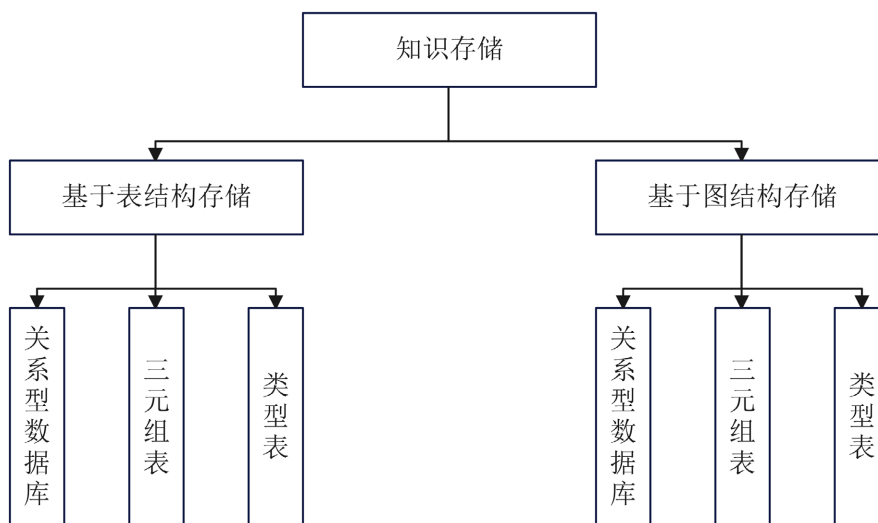 知识存储
基于表结构存储
基于图结构存储
关系型数据库
三元组表
类型表
关系型数据库
三元组表
类型表